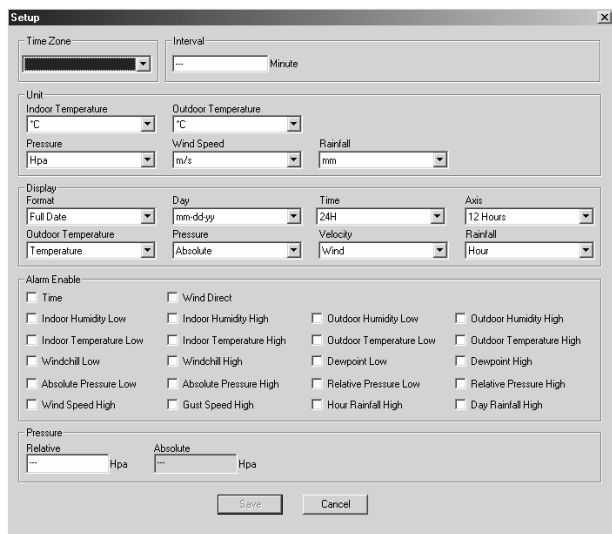 Setup
Time Zone Interval
--- Minute
Unit
Indoor Temperature Outdoor Temperature
°C °C
Pressure Wind Speed Rainfall
Hpa m/s mm
Display
Format Day Time Axis
Full Date mm-dd-yy 24H 12 Hours
Outdoor Temperature Pressure Velocity Rainfall
Temperature Absolute Wind Hour
Alarm Enable
Time Wind Direct
Indoor Humidity Low Indoor Humidity High Outdoor Humidity Low Outdoor Humidity High
Indoor Temperature Low Indoor Temperature High Outdoor Temperature Low Outdoor Temperature High
Windchill Low Windchill High Dewpoint Low Dewpoint High
Absolute Pressure Low Absolute Pressure High Relative Pressure Low Relative Pressure High
Wind Speed High Gust Speed High Hour Rainfall High Day Rainfall High
Pressure
Relative Absolute
--- Hpa --- Hpa
Save Cancel